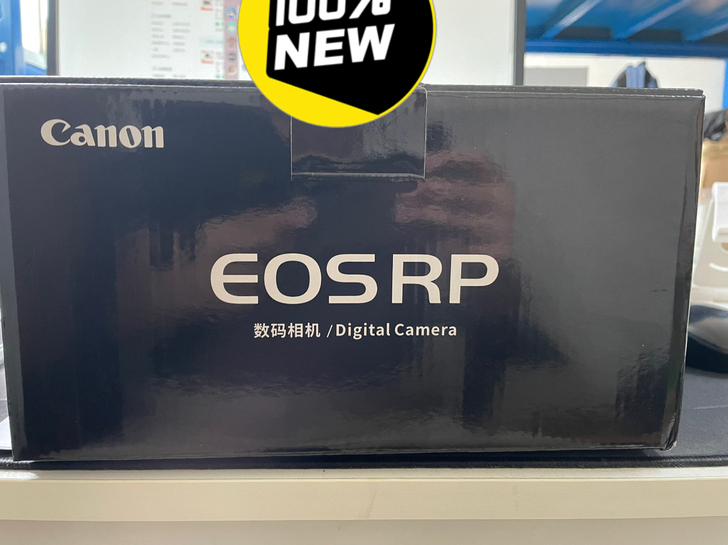 100%
NEW
Canon
EOS RP
数码相机 / Digital Camera